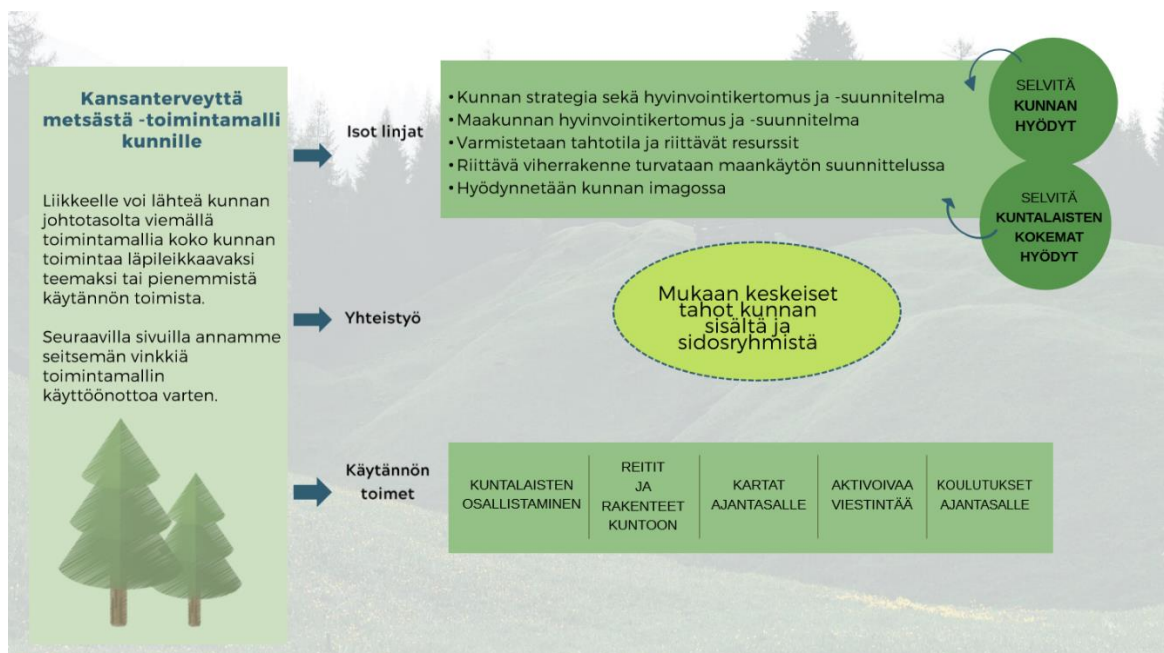 Kansanterveyttä
metsästä -toimintamalli
kunnille
Liikkeelle voi lähteä kunnan
johtotasolta viemällä
toimintamallia koko kunnan
toimintaa läpileikkaavaksi
teemaksi tai pienemmistä
käytännön toimista.
Seuraavilla sivuilla annamme
seitsemän vinkkiä
toimintamallin
käyttöönottoa varten.
Isot linjat
•Kunnan strategia sekä hyvinvointikertomus ja -suunnitelma
•Maakunnan hyvinvointikertomus ja -suunnitelma
•Varmistetaan tahtotila ja riittävät resurssit
•Riittävä viherrakenne turvataan maankäytön suunnittelussa
•Hyödynnetään kunnan imagossa
SELVITÄ
KUNNAN
HYÖDYT
SELVITÄ
KUNTALAISTEN
KOKEMAT
HYÖDYT
Yhteistyö
Mukaan keskeiset
tahot kunnan
sisältä ja
sidosryhmistä
Käytännön
toimet
KUNTALAISTEN
OSALLISTAMINEN
REITIT
JA
RAKENTEET
KUNTOON
KARTAT
AJANTASALLE
AKTIVOIVAA
VIESTINTÄÄ
KOULUTUKSET
AJANTASALLE